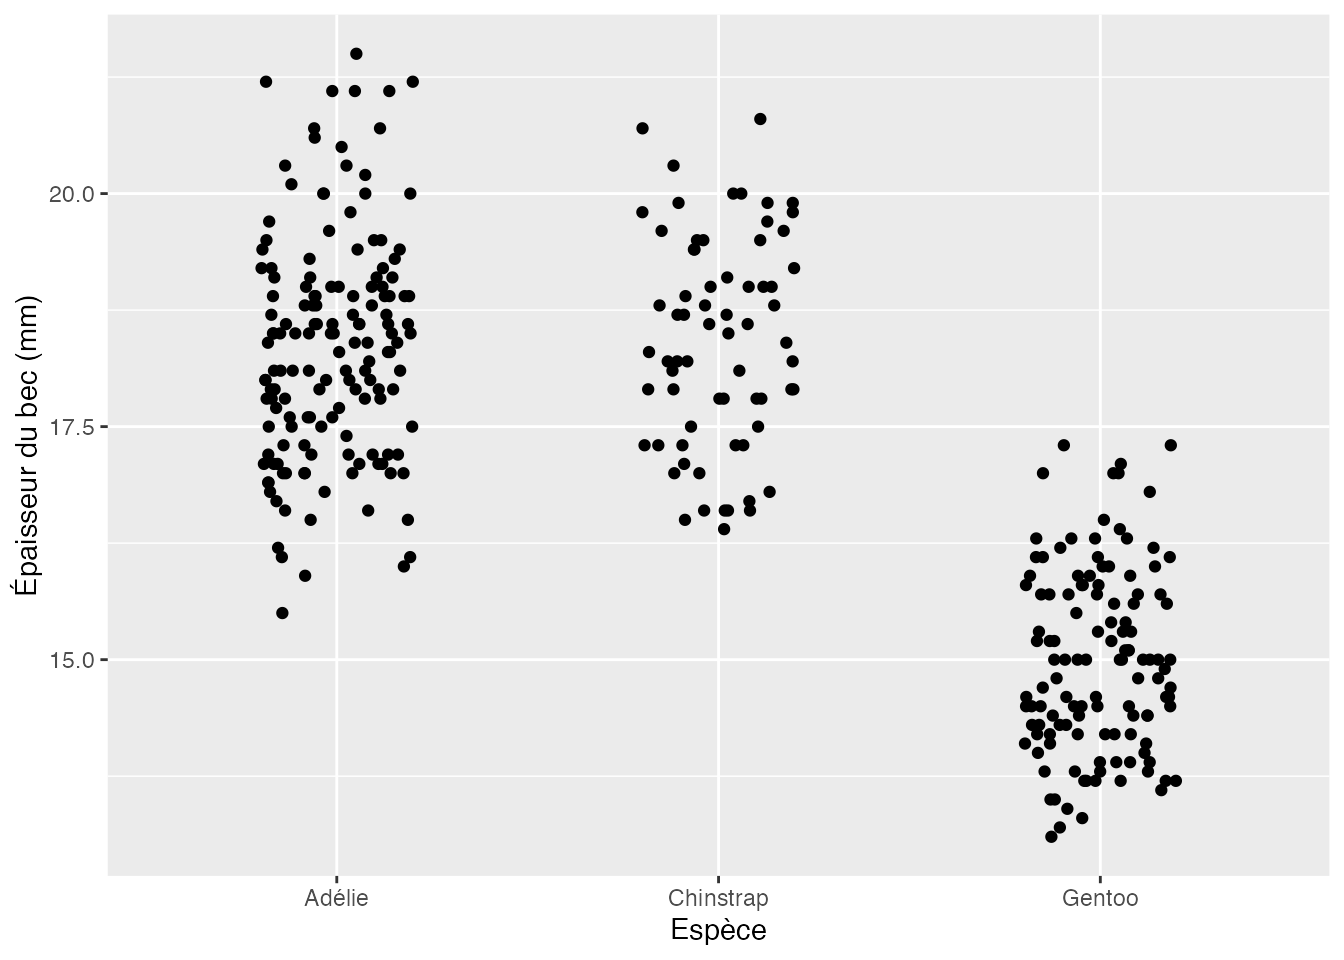 Épaisseur du bec (mm)
20.0
17.5
15.0
Adélie
Chinstrap
Gentoo
Espèce